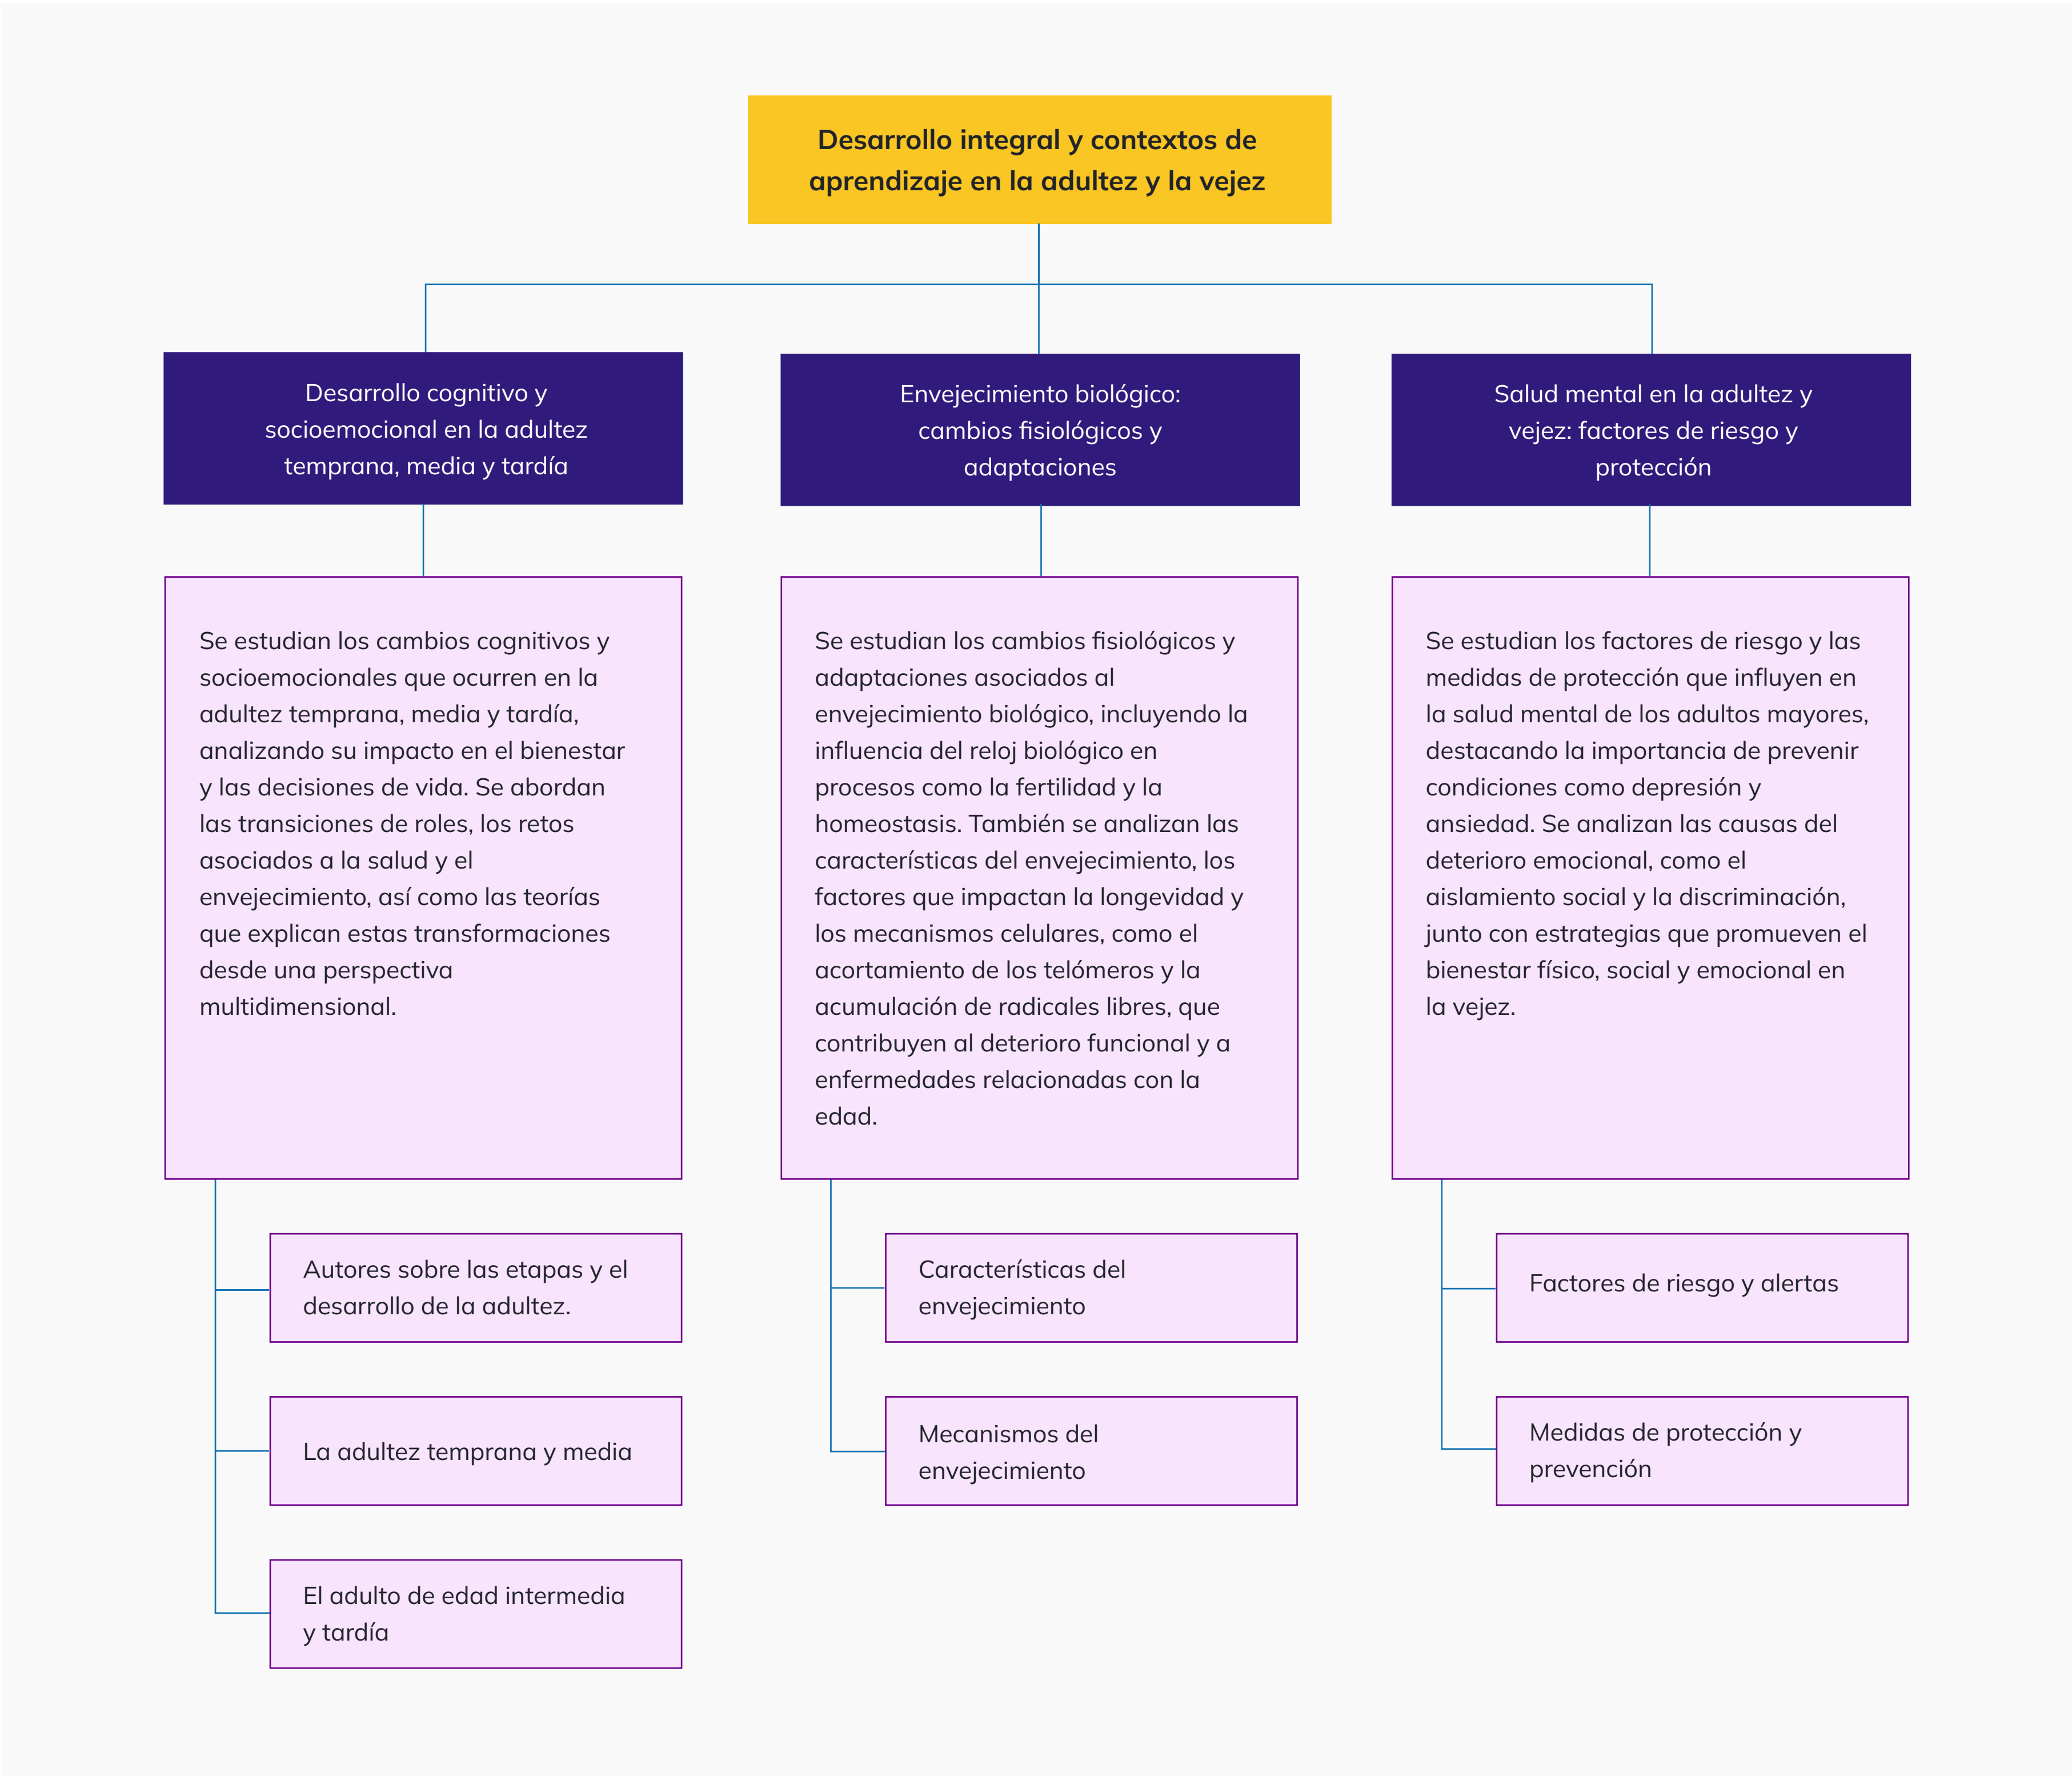 Desarrollo integral y contextos de
aprendizaje en la adultez y la vejez
Desarrollo cognitivo y
socioemocional en la adultez
temprana, media y tardía
Se estudian los cambios cognitivos y
socioemocionales que ocurren en la
adultez temprana, media y tardía,
analizando su impacto en el bienestar
y las decisiones de vida. Se abordan
las transiciones de roles, los retos
asociados a la salud y el
envejecimiento, así como las teorías
que explican estas transformaciones
desde una perspectiva
multidimensional.
Autores sobre las etapas y el
desarrollo de la adultez.
La adultez temprana y media
El adulto de edad intermedia
y tardía
Envejecimiento biológico:
cambios fisiológicos y
adaptaciones
Se estudian los cambios fisiológicos y
adaptaciones asociados al
envejecimiento biológico, incluyendo la
influencia del reloj biológico en
procesos como la fertilidad y la
homeostasis. También se analizan las
características del envejecimiento, los
factores que impactan la longevidad y
los mecanismos celulares, como el
acortamiento de los telómeros y la
acumulación de radicales libres, que
contribuyen al deterioro funcional y a
enfermedades relacionadas con la
edad.
Características del
envejecimiento
Mecanismos del
envejecimiento
Salud mental en la adultez y
vejez: factores de riesgo y
protección
Se estudian los factores de riesgo y las
medidas de protección que influyen en
la salud mental de los adultos mayores,
destacando la importancia de prevenir
condiciones como depresión y
ansiedad. Se analizan las causas del
deterioro emocional, como el
aislamiento social y la discriminación,
junto con estrategias que promueven el
bienestar físico, social y emocional en
la vejez.
Factores de riesgo y alertas
Medidas de protección y
prevención